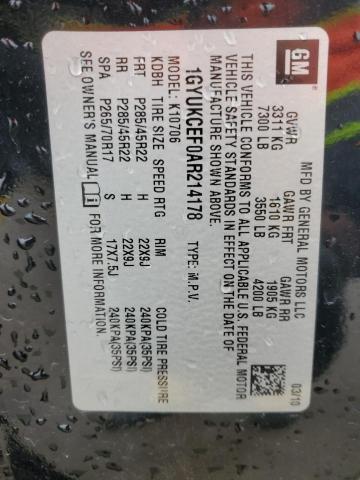 GM
MFD BY GENERAL MOTORS LLC
03/10
GVWR GAWR FRT GAWR RR
3311 KG 1610 KG 1905 KG
7300 LB 3550 LB 4200 LB
THIS VEHICLE CONFORMS TO ALL APPLICABLE U.S. FEDERAL MOTOR
VEHICLE SAFETY STANDARDS IN EFFECT ON THE DATE OF
MANUFACTURE SHOWN ABOVE.
1GYUKCEF0AR214178 TYPE: M.P.V.
MODEL: K10706
KDBH TIRE SIZE SPEED RTG RIM COLD TIRE PRESSURE
FRT P285/45R22 H 22X9J 240KPA(35PSI)
RR P285/45R22 H 22X9J 240KPA(35PSI)
SPA P265/70R17 S 17X7.5J 240KPA(35PSI)
SEE OWNER'S MANUAL FOR MORE INFORMATION